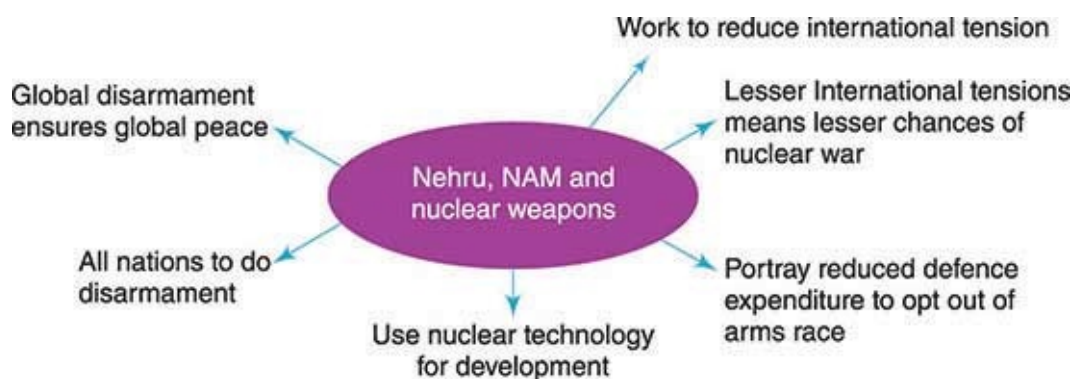 Work to reduce international tension
Global disarmament
ensures global peace
Lesser International tensions
means lesser chances of
nuclear war
Nehru, NAM and
nuclear weapons
All nations to do
disarmament
Portray reduced defence
expenditure to opt out of
arms race
Use nuclear technology
for development